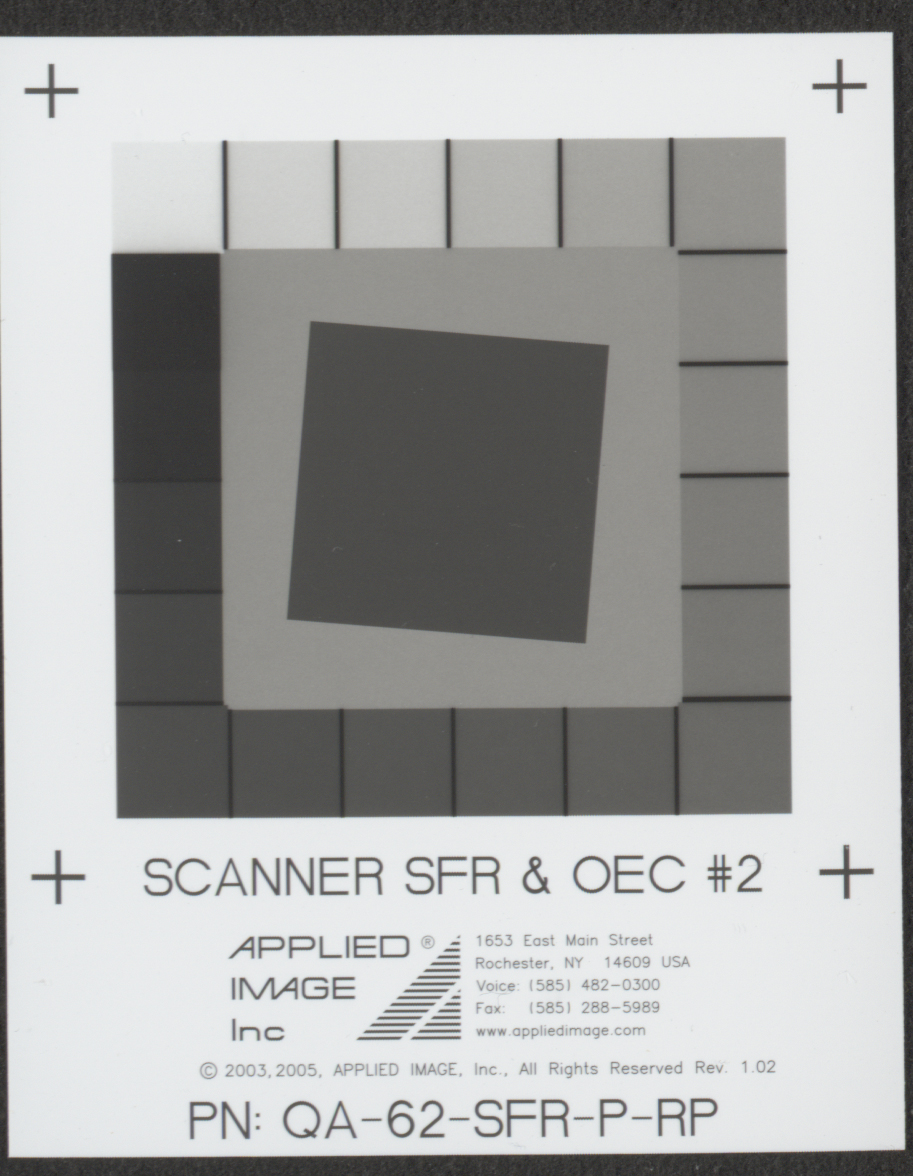 SCANNER SFR & OEC #2
APPLIED ®
IMAGE
Inc
1653 East Main Street
Rochester, NY 14609 USA
Voice: (585) 482-0300
Fax: (585) 288-5989
www.appliedimage.com
© 2003,2005, APPLIED IMAGE, Inc., All Rights Reserved Rev. 1.02
PN: QA-62-SFR-P-RP